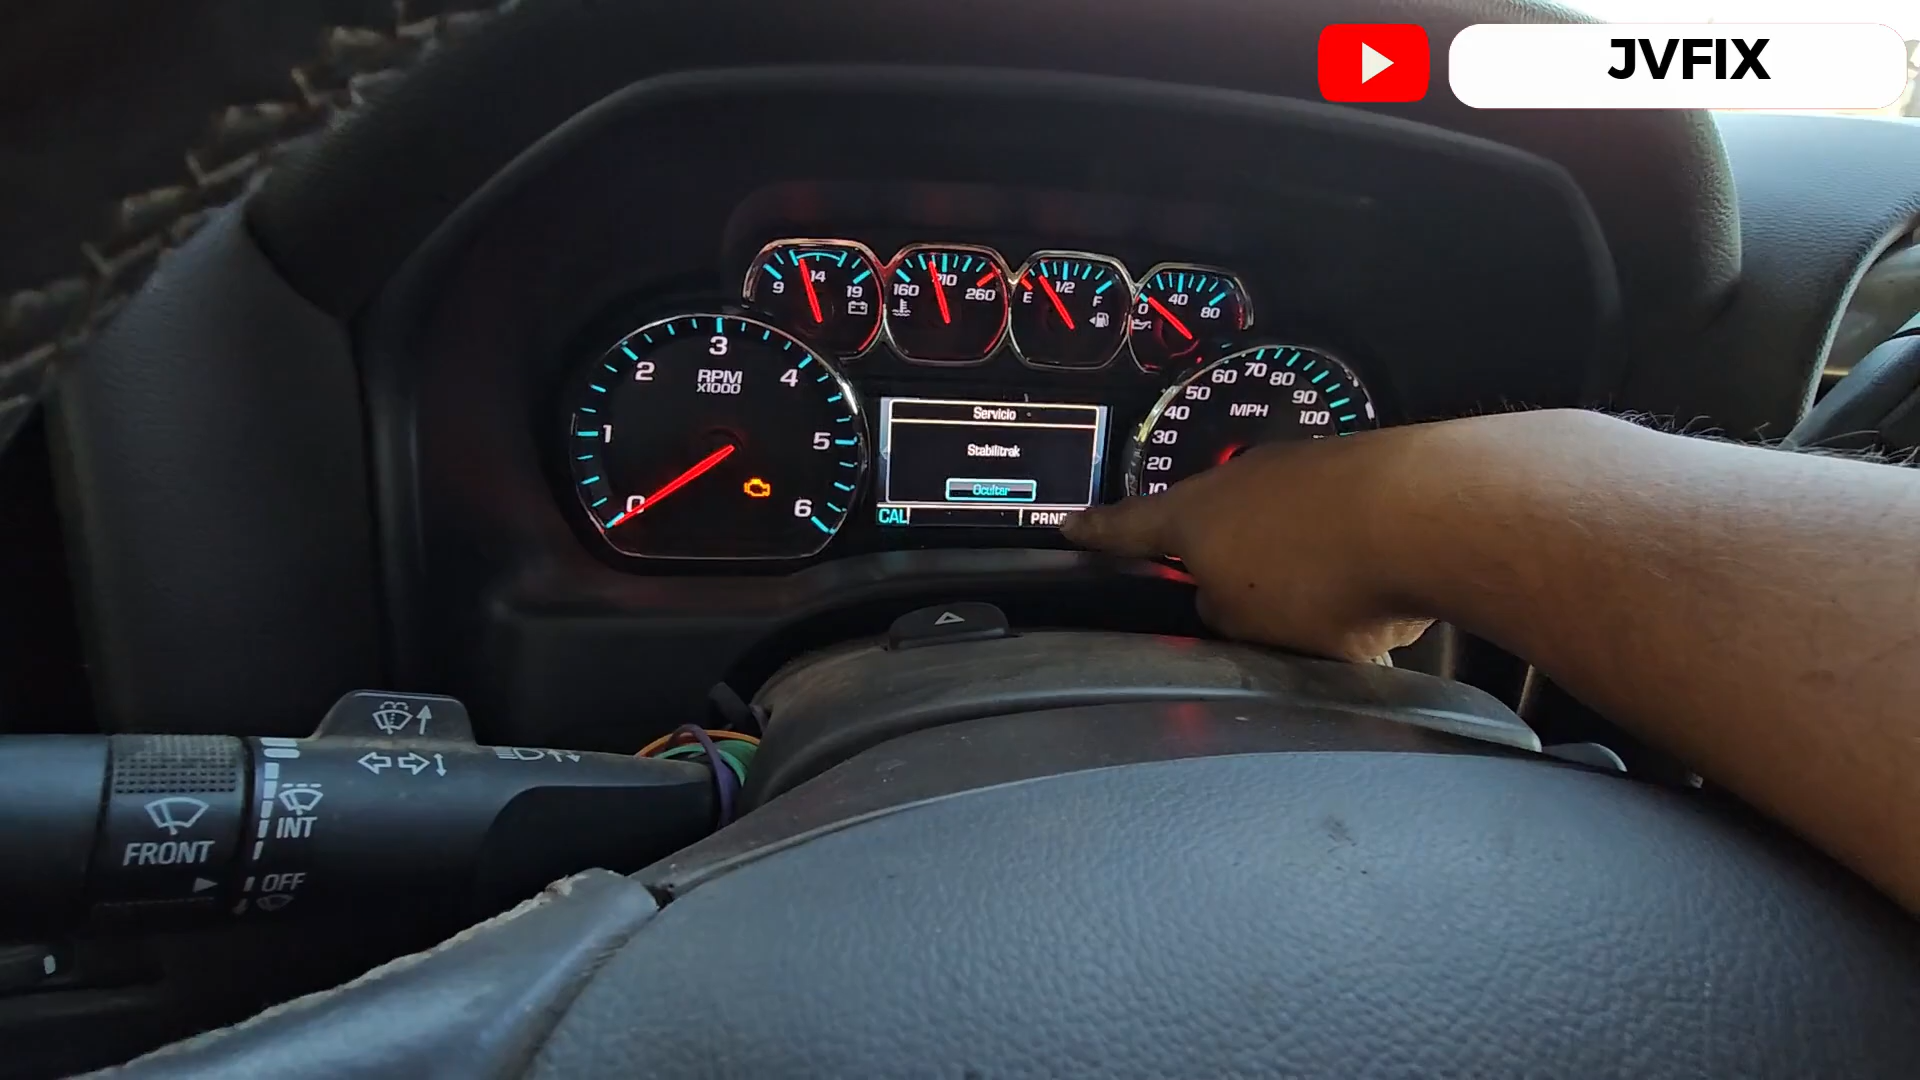 JVFIX
9 14 19
160 210 260
E 1/2 F
0 40 80
0 1 2 3 4 5 6
RPM
X1000
Servicio
Stabilitrak
Ocultar
CAL
10 20 30 40 50 60 70 80 90 100
MPH
FRONT
INT
OFF